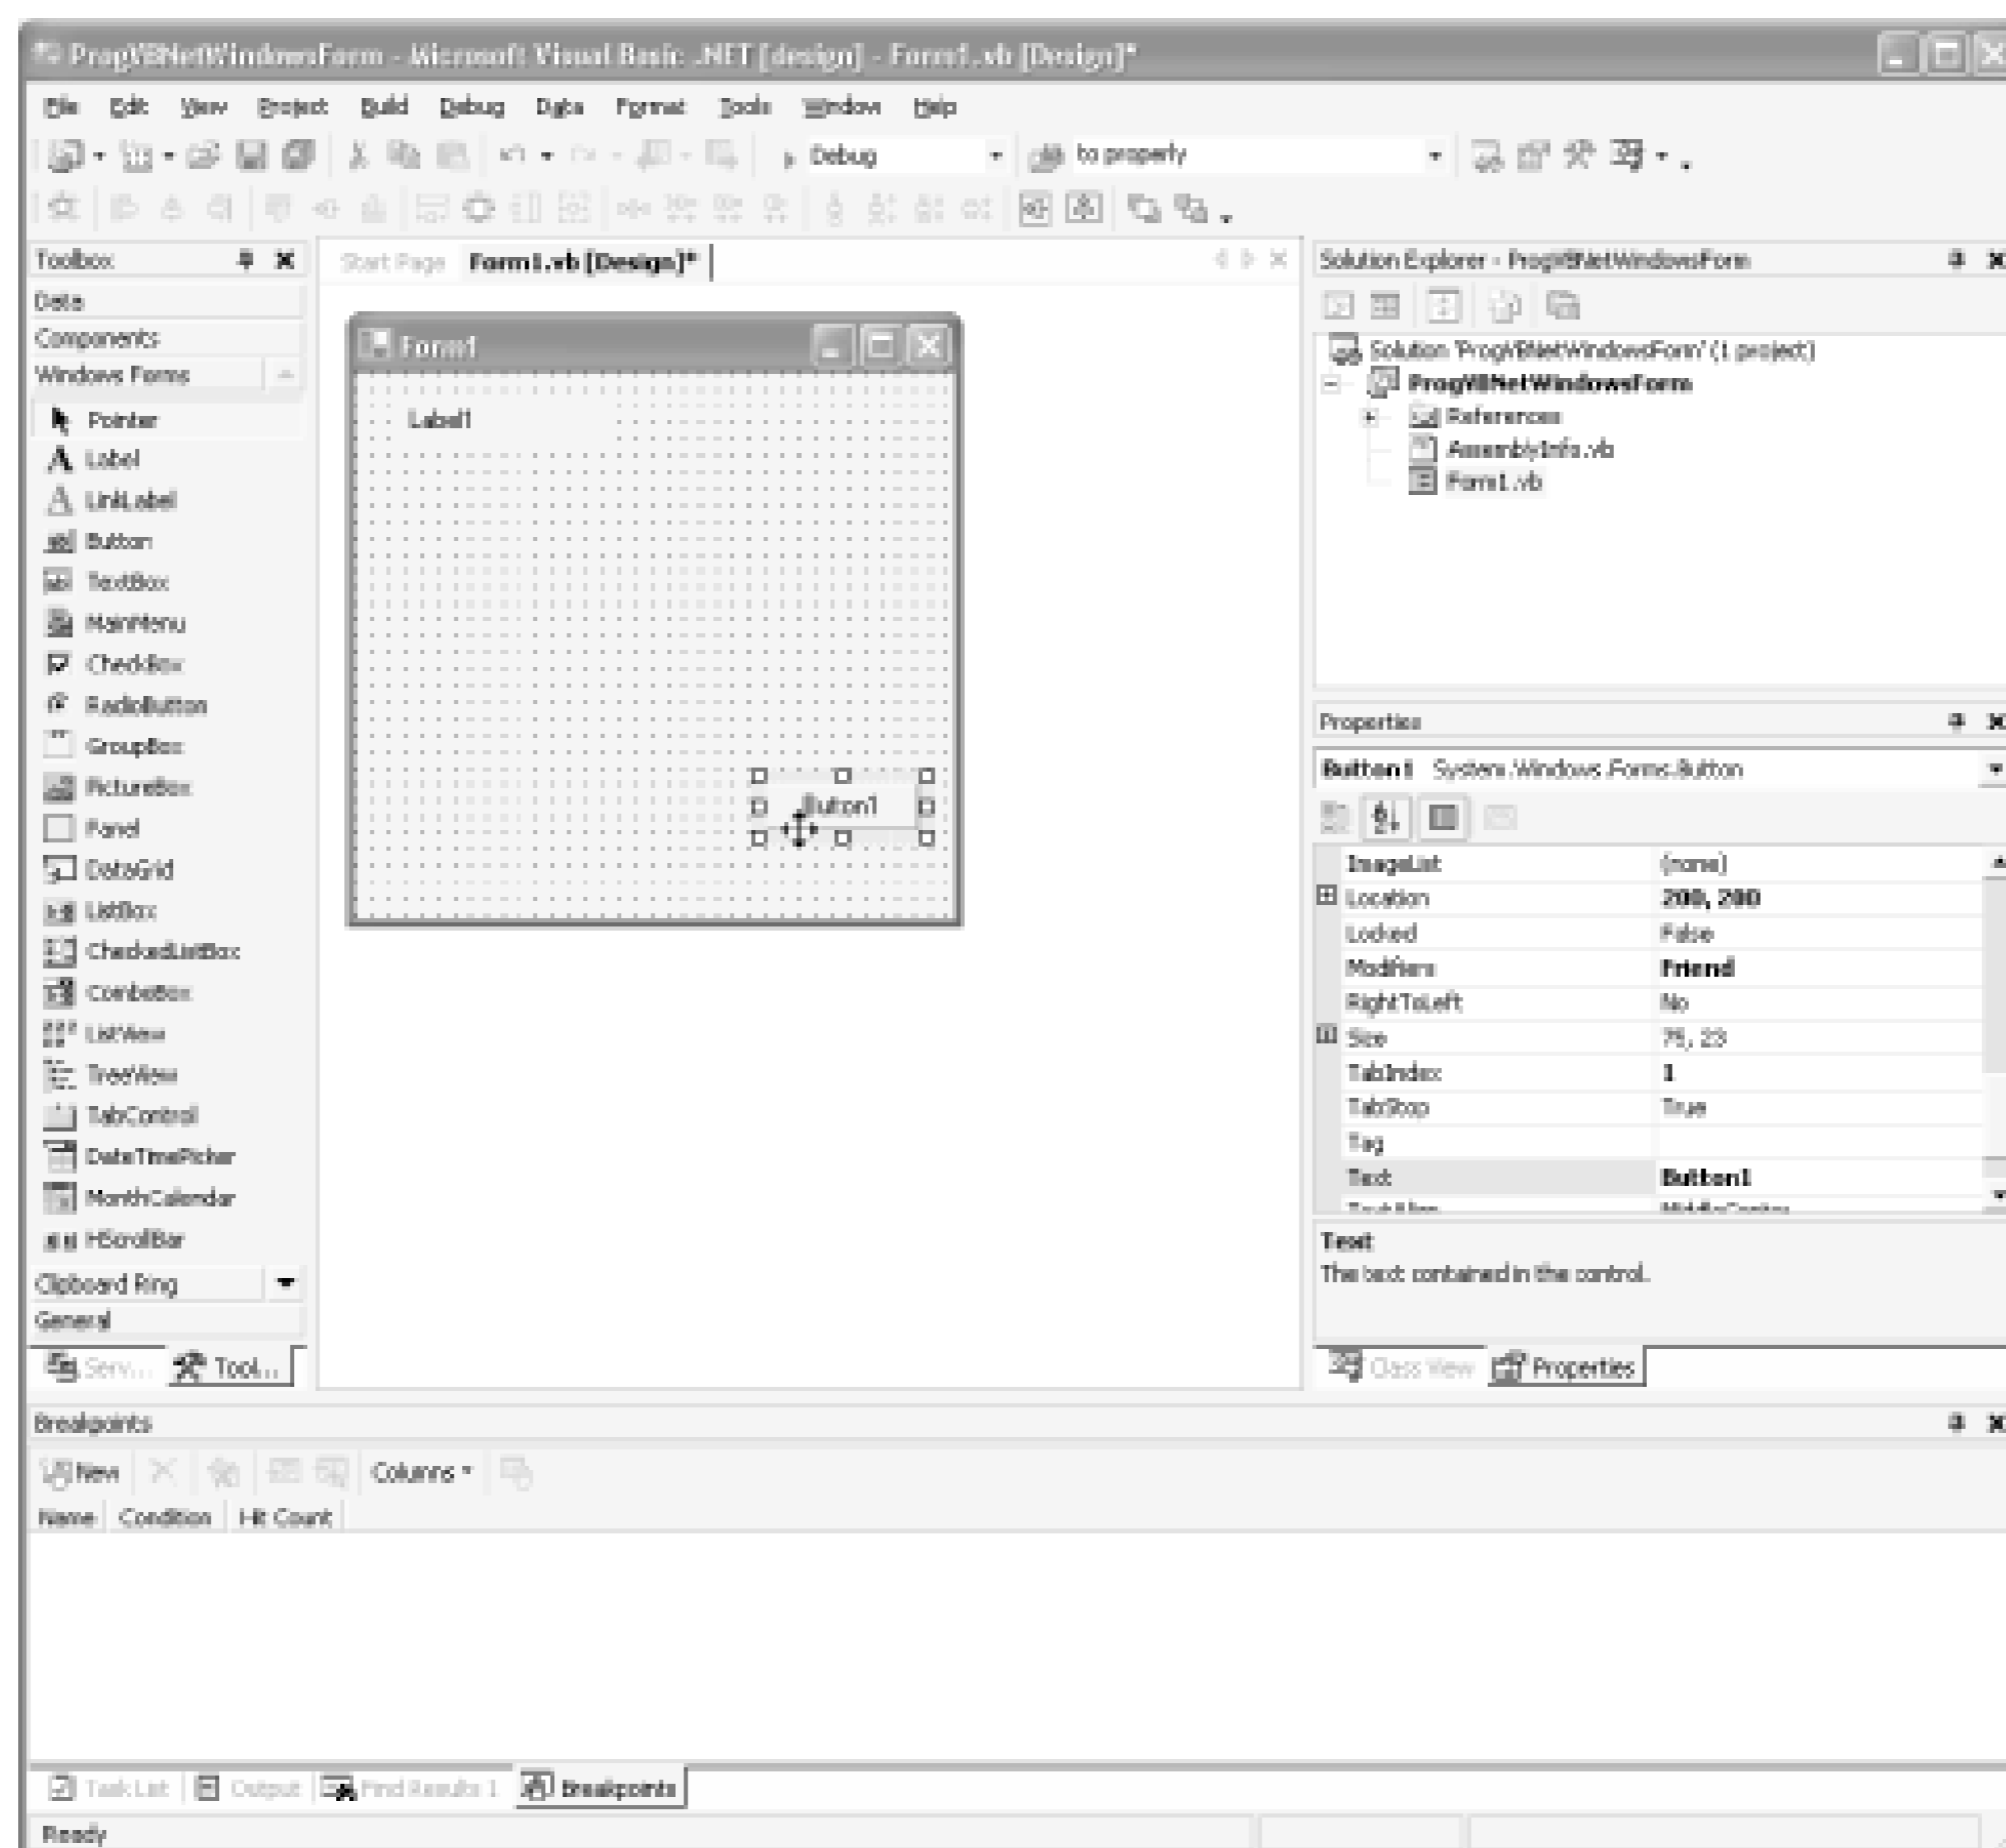 ProgVBNetWindowsForm - Microsoft Visual Basic .NET [design] - Form1.vb [Design]*
File Edit View Project Build Debug Data Format Tools Window Help
Debug to property
Toolbox
Data
Components
Windows Forms
Pointer
Label
LinkLabel
Button
TextBox
MainMenu
CheckBox
RadioButton
GroupBox
PictureBox
Panel
DataGrid
ListBox
CheckedListBox
ComboBox
ListView
TreeView
TabControl
DateTimePicker
MonthCalendar
HScrollBar
Clipboard Ring
General
Serv... Tool...
Start Page Form1.vb [Design]*
Form1
Label1
Button1
Solution Explorer - ProgVBNetWindowsForm
Solution 'ProgVBNetWindowsForm' (1 project)
ProgVBNetWindowsForm
References
AssemblyInfo.vb
Form1.vb
Properties
Button1 System.Windows.Forms.Button
ImageList (none)
Location 200, 200
Locked False
Modifiers Friend
RightToLeft No
Size 75, 23
TabIndex 1
TabStop True
Tag
Text Button1
TextAlign MiddleCenter
Text
The text contained in the control.
Class View Properties
Breakpoints
New Columns
Name Condition Hit Count
Task List Output Find Results 1 Breakpoints
Ready